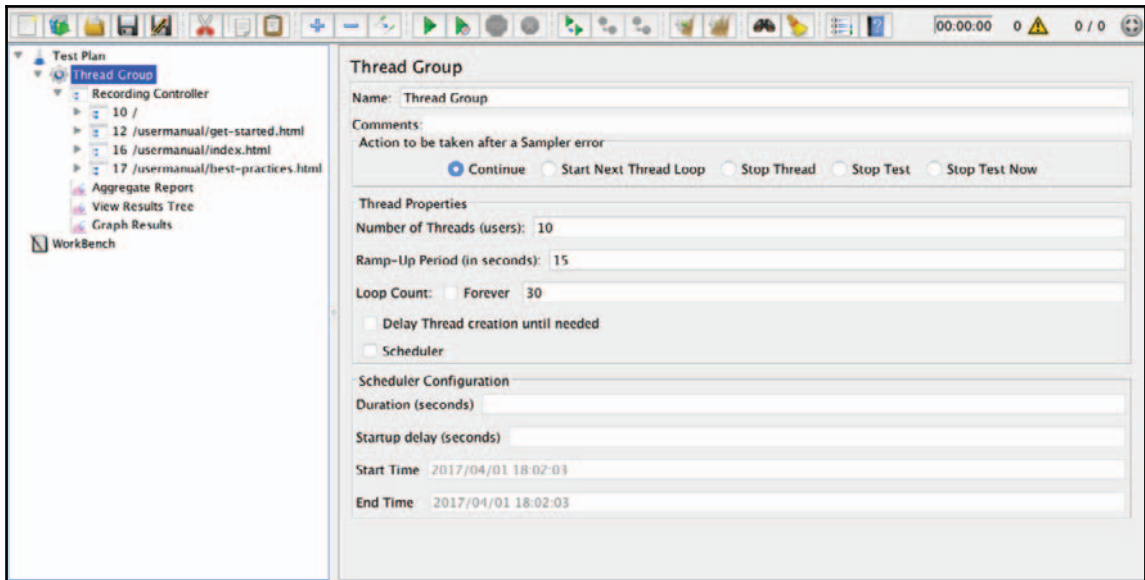 00:00:00 0 0 / 0
Test Plan
Thread Group
Recording Controller
10 /
12 /usermanual/get-started.html
16 /usermanual/index.html
17 /usermanual/best-practices.html
Aggregate Report
View Results Tree
Graph Results
WorkBench
Thread Group
Name: Thread Group
Comments:
Action to be taken after a Sampler error
Continue Start Next Thread Loop Stop Thread Stop Test Stop Test Now
Thread Properties
Number of Threads (users): 10
Ramp-Up Period (in seconds): 15
Loop Count: Forever 30
Delay Thread creation until needed
Scheduler
Scheduler Configuration
Duration (seconds)
Startup delay (seconds)
Start Time 2017/04/01 18:02:03
End Time 2017/04/01 18:02:03